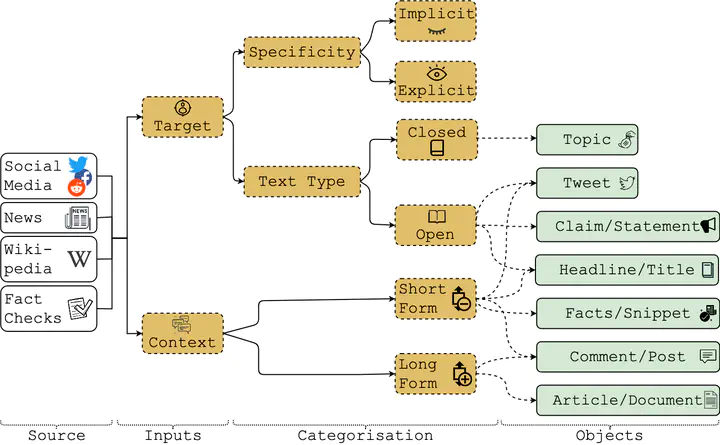 Social
Media
News
NEWS
Wiki-
pedia
W
Fact
Checks
Target
Context
Specificity
Text Type
Implicit
Explicit
Closed
Open
Short
Form
Long
Form
Topic
Tweet
Claim/Statement
Headline/Title
Facts/Snippet
Comment/Post
Article/Document
Source
Inputs
Categorisation
Objects